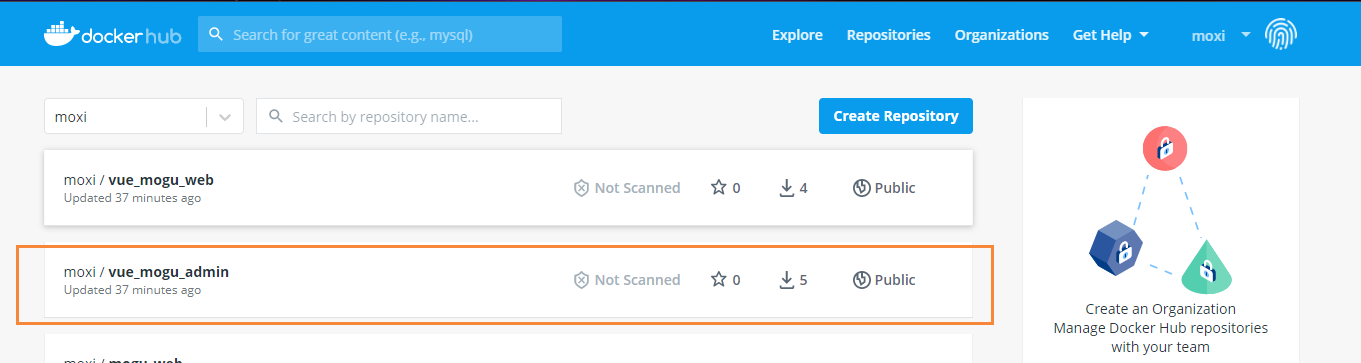 docker hub
Search for great content (e.g., mysql)
Explore
Repositories
Organizations
Get Help
moxi
moxi
Search by repository name...
Create Repository
moxi / vue_mogu_web
Updated 37 minutes ago
Not Scanned
0
4
Public
moxi / vue_mogu_admin
Updated 37 minutes ago
Not Scanned
0
5
Public
moxi / mogu_web
Create an Organization
Manage Docker Hub repositories
with your team